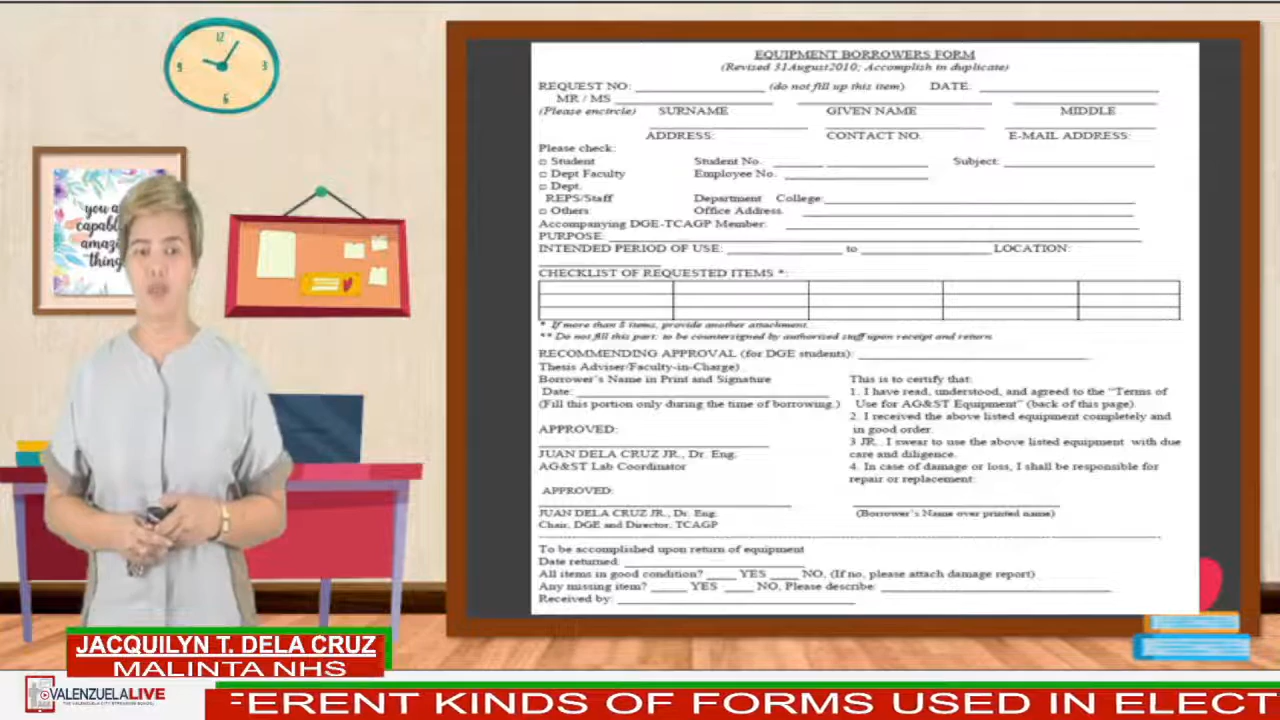 12
3
6
9
you a
capabl
amazi
"thing
EQUIPMENT BORROWERS FORM
(Revised 31August2010; Accomplish in duplicate)
REQUEST NO: (do not fill up this item) DATE:
MR / MS
(Please encircle) SURNAME GIVEN NAME MIDDLE
ADDRESS: CONTACT NO. E-MAIL ADDRESS:
Please check:
□ Student Student No. Subject:
□ Dept Faculty Employee No.
□ Dept.
REPS/Staff Department College:
□ Others Office Address
Accompanying DGE-TCAGP Member:
PURPOSE:
INTENDED PERIOD OF USE: to LOCATION:
CHECKLIST OF REQUESTED ITEMS *:
* If more than 5 items, provide another attachment.
** Do not fill this part; to be countersigned by authorized staff upon receipt and return
RECOMMENDING APPROVAL (for DGE students):
Thesis Adviser/Faculty-in-Charge)
Borrower's Name in Print and Signature
Date:
(Fill this portion only during the time of borrowing.)
APPROVED:
JUAN DELA CRUZ JR., Dr. Eng.
AG&ST Lab Coordinator
APPROVED:
JUAN DELA CRUZ JR., Dr. Eng.
Chair, DGE and Director, TCAGP
This is to certify that:
1. I have read, understood, and agreed to the "Terms of
Use for AG&ST Equipment" (back of this page).
2. I received the above listed equipment completely and
in good order.
3 JR.. I swear to use the above listed equipment with due
care and diligence.
4. In case of damage or loss, I shall be responsible for
repair or replacement:
(Borrower's Name over printed name)
To be accomplished upon return of equipment
Date returned:
All items in good condition? YES NO, (If no, please attach damage report)
Any missing item? YES NO, Please describe:
Received by:
JACQUILYN T. DELA CRUZ
MALINTA NHS
VALENZUELALIVE
THE VALENZUELA CITY STREAMING SCHOOL
FERENT KINDS OF FORMS USED IN ELECT